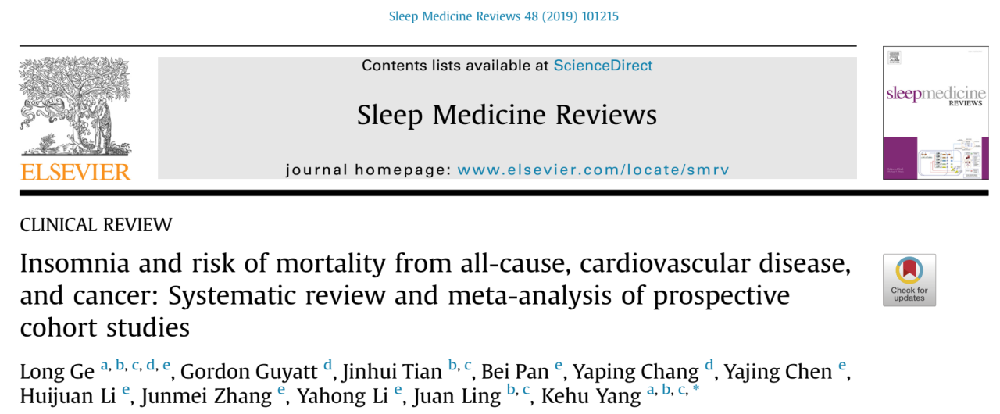 Sleep Medicine Reviews 48 (2019) 101215
Contents lists available at ScienceDirect
Sleep Medicine Reviews
journal homepage: www.elsevier.com/locate/smrv
ELSEVIER
sleepmedicine
REVIEWS
CLINICAL REVIEW
Insomnia and risk of mortality from all-cause, cardiovascular disease,
and cancer: Systematic review and meta-analysis of prospective
cohort studies
Check for
updates
Long Ge a, b, c, d, e, Gordon Guyatt d, Jinhui Tian b, c, Bei Pan e, Yaping Chang d, Yajing Chen e,
Huijuan Li e, Junmei Zhang e, Yahong Li e, Juan Ling b, c, Kehu Yang a, b, c, *